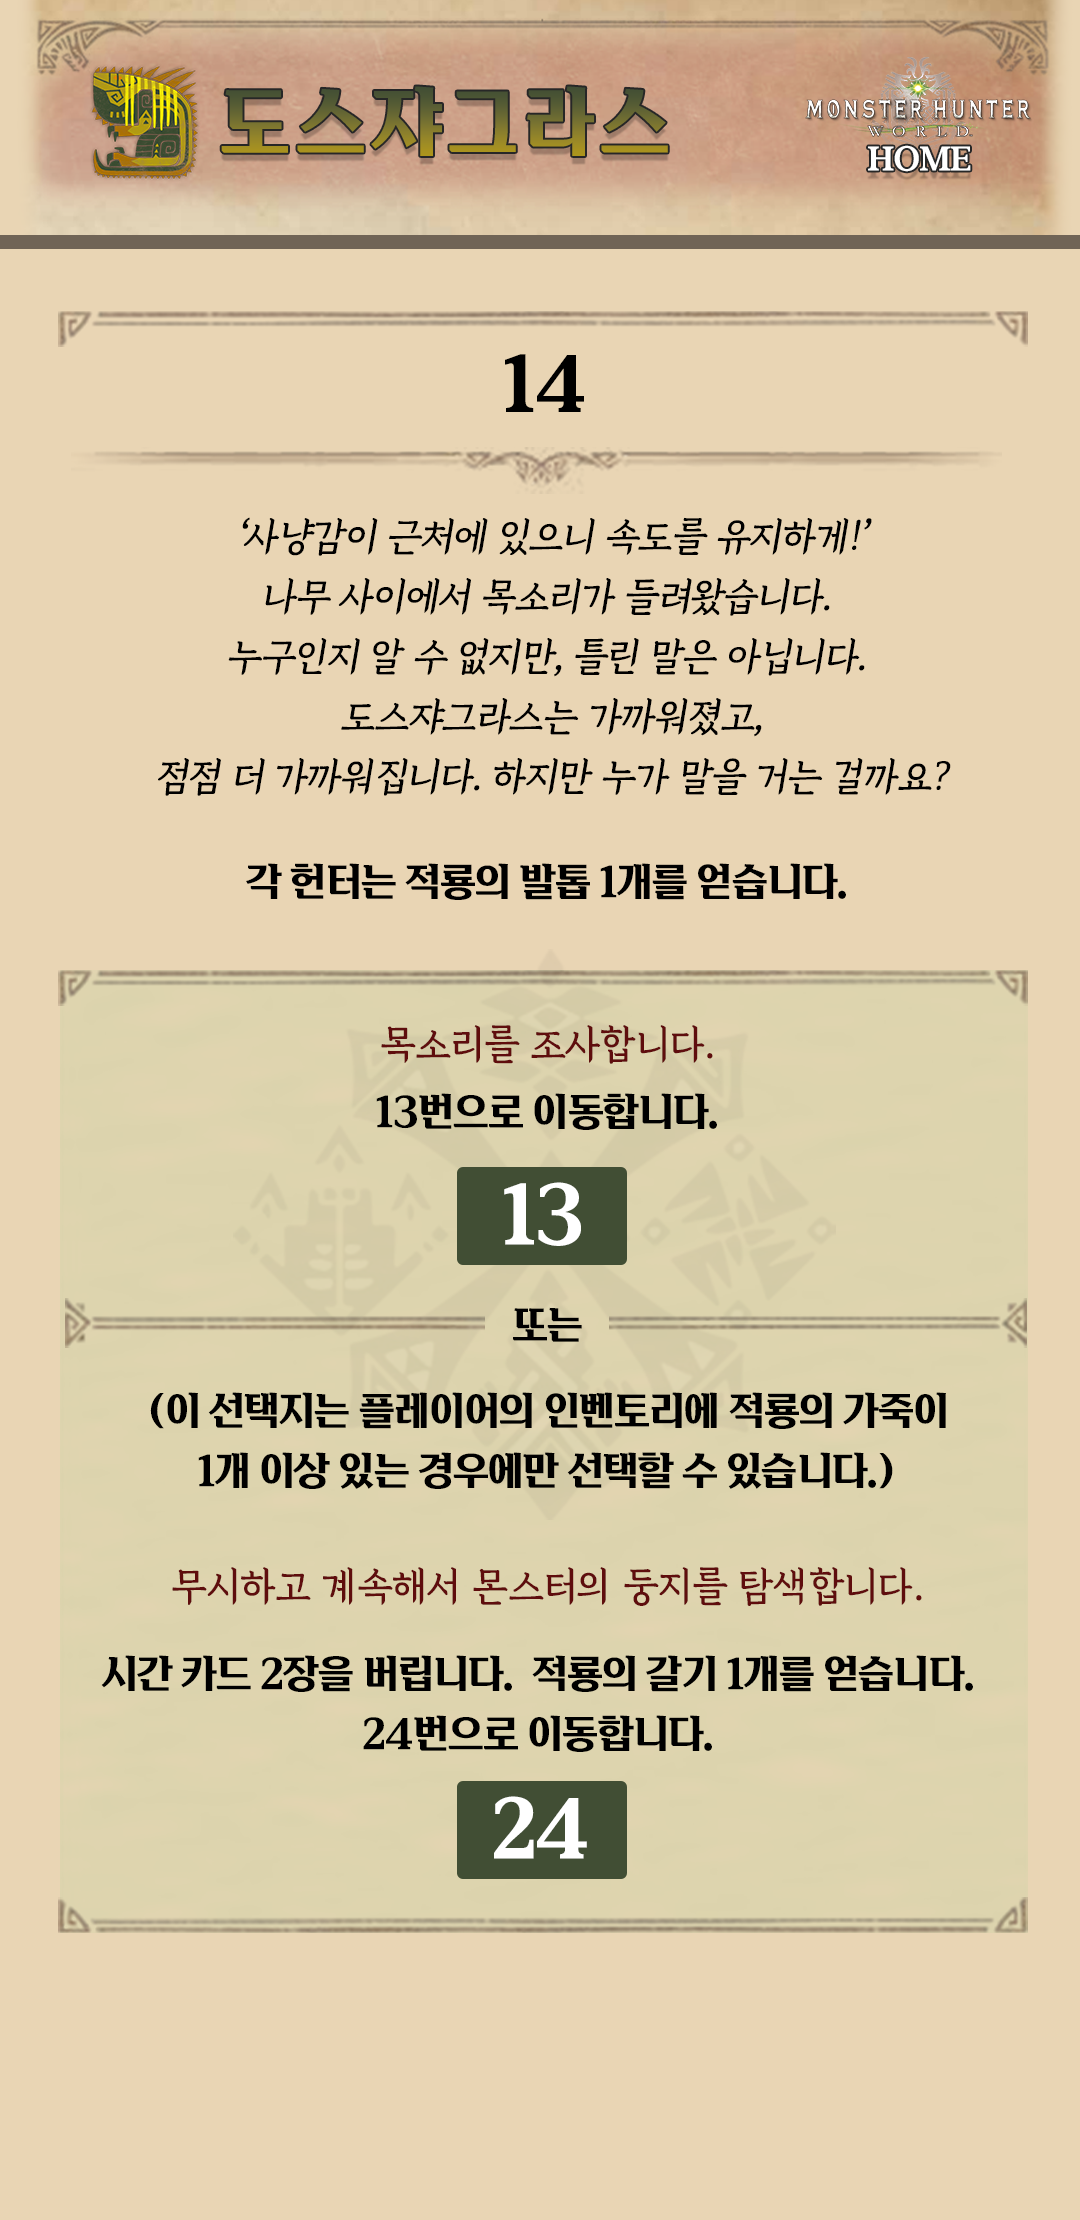 도스쟈그라스
MONSTER HUNTER
WORLD
HOME
14
‘사냥감이 근처에 있으니 속도를 유지하게!’
나무 사이에서 목소리가 들려왔습니다.
누구인지 알 수 없지만, 틀린 말은 아닙니다.
도스쟈그라스는 가까워졌고,
점점 더 가까워집니다. 하지만 누가 말을 거는 걸까요?
각 헌터는 적룡의 발톱 1개를 얻습니다.
목소리를 조사합니다.
13번으로 이동합니다.
13
또는
(이 선택지는 플레이어의 인벤토리에 적룡의 가죽이
1개 이상 있는 경우에만 선택할 수 있습니다.)
무시하고 계속해서 몬스터의 둥지를 탐색합니다.
시간 카드 2장을 버립니다. 적룡의 갈기 1개를 얻습니다.
24번으로 이동합니다.
24